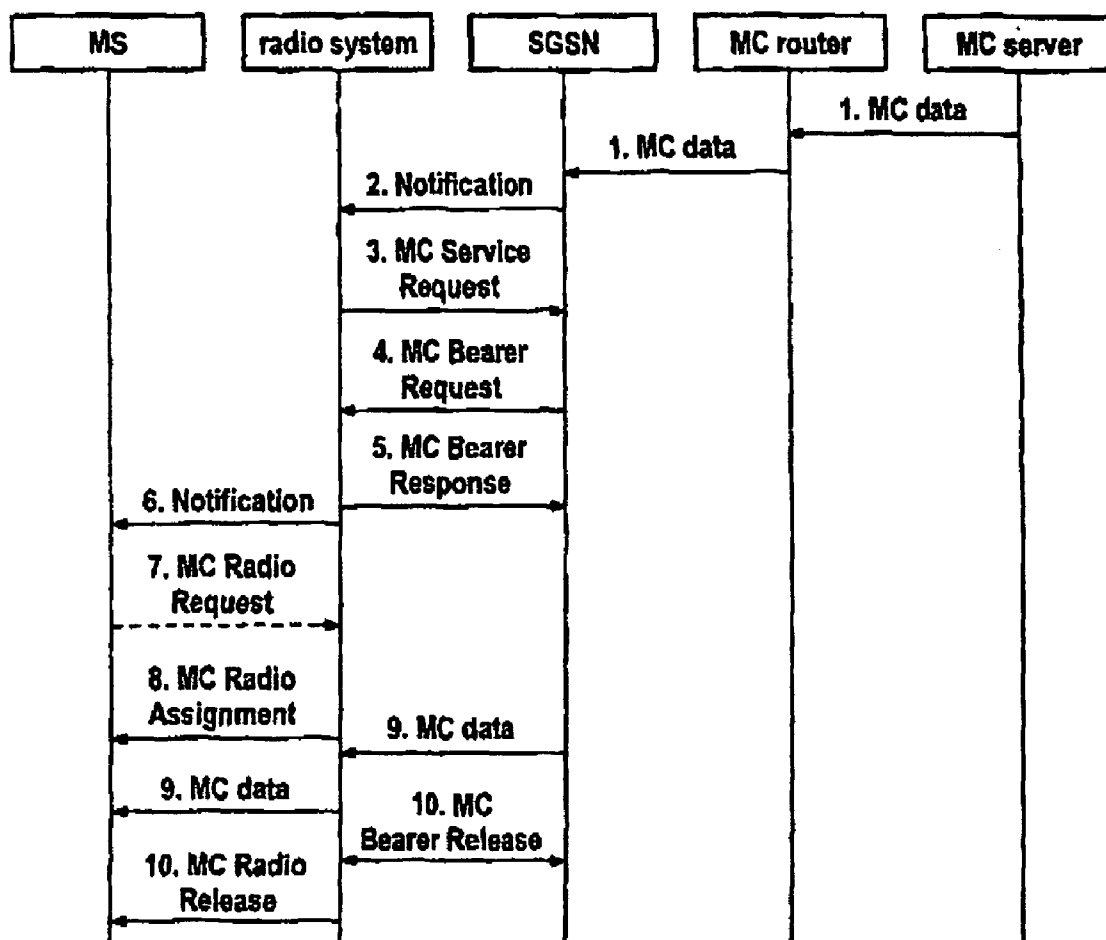 MS
radio system
SGSN
MC router
MC server
1. MC data
1. MC data
2. Notification
3. MC Service
Request
4. MC Bearer
Request
5. MC Bearer
Response
6. Notification
7. MC Radio
Request
8. MC Radio
Assignment
9. MC data
9. MC data
10. MC
Bearer Release
10. MC Radio
Release